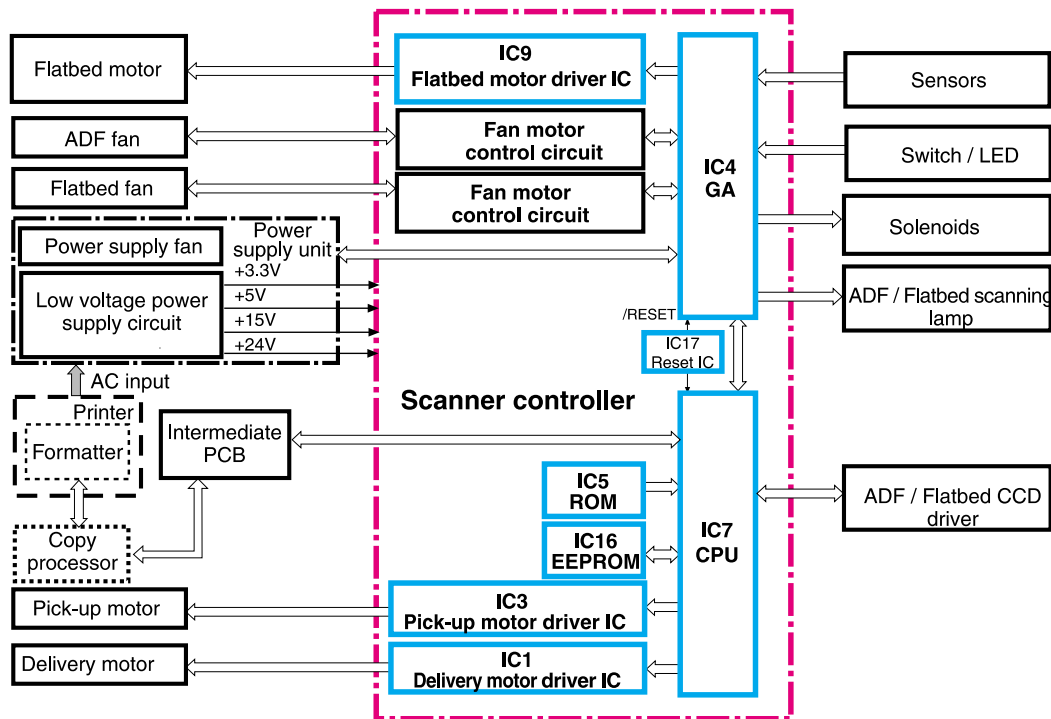 IC9
Flatbed motor driver IC
Flatbed motor
Sensors
ADF fan
Fan motor
control circuit
Switch / LED
IC4
GA
Flatbed fan
Fan motor
control circuit
Solenoids
Power supply fan
Power
supply unit
+3.3V
Low voltage power
supply circuit
+5V
+15V
+24V
ADF / Flatbed scanning
lamp
/RESET
IC17
Reset IC
AC input
Scanner controller
Printer
Formatter
Intermediate
PCB
IC5
ROM
ADF / Flatbed CCD
driver
IC7
CPU
Copy
processor
IC16
EEPROM
Pick-up motor
IC3
Pick-up motor driver IC
Delivery motor
IC1
Delivery motor driver IC